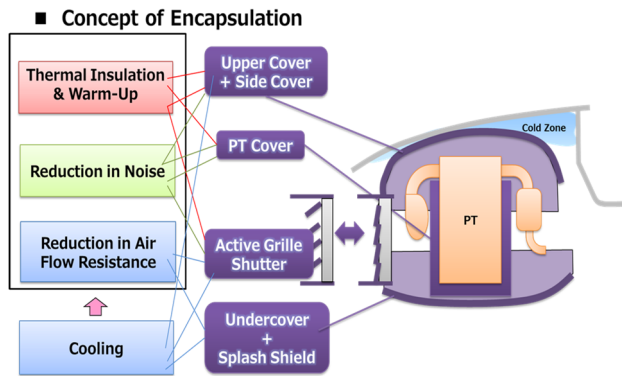 ■ Concept of Encapsulation
Thermal Insulation
& Warm-Up
Upper Cover
+ Side Cover
Cold Zone
Reduction in Noise
PT Cover
PT
Reduction in Air
Flow Resistance
Active Grille
Shutter
Cooling
Undercover
+
Splash Shield